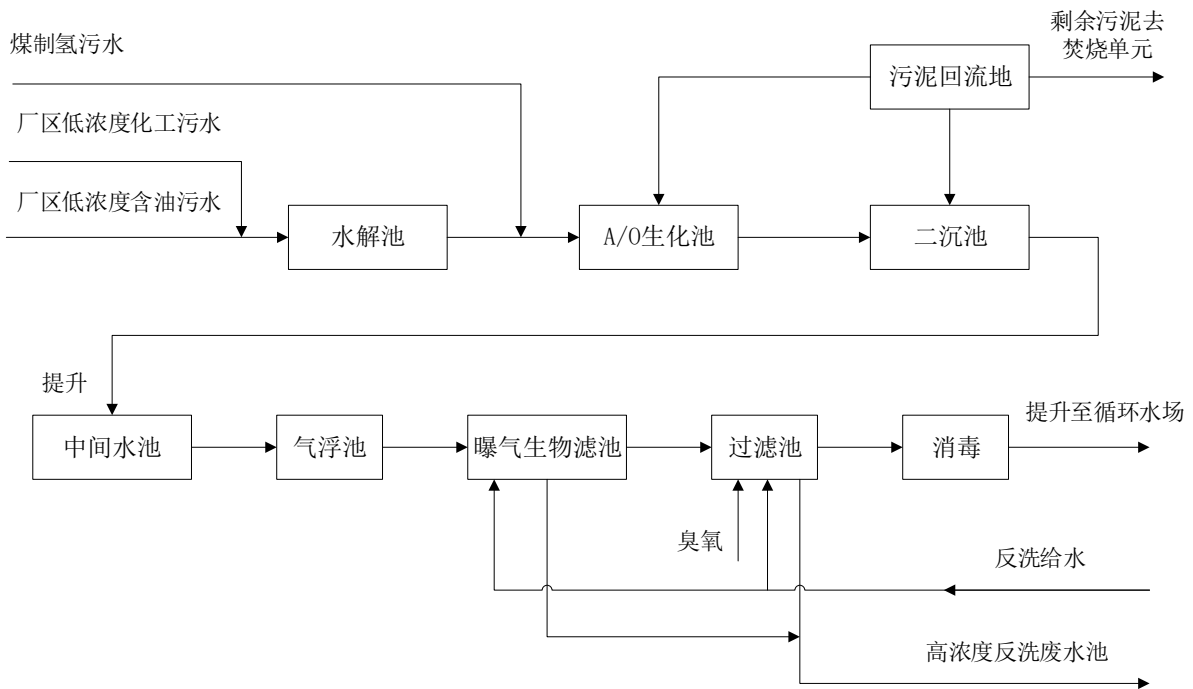 煤制氢污水
剩余污泥去
焚烧单元
污泥回流地
厂区低浓度化工污水
厂区低浓度含油污水
水解池
A/O生化池
二沉池
提升
中间水池
气浮池
曝气生物滤池
过滤池
消毒
提升至循环水场
臭氧
反洗给水
高浓度反洗废水池